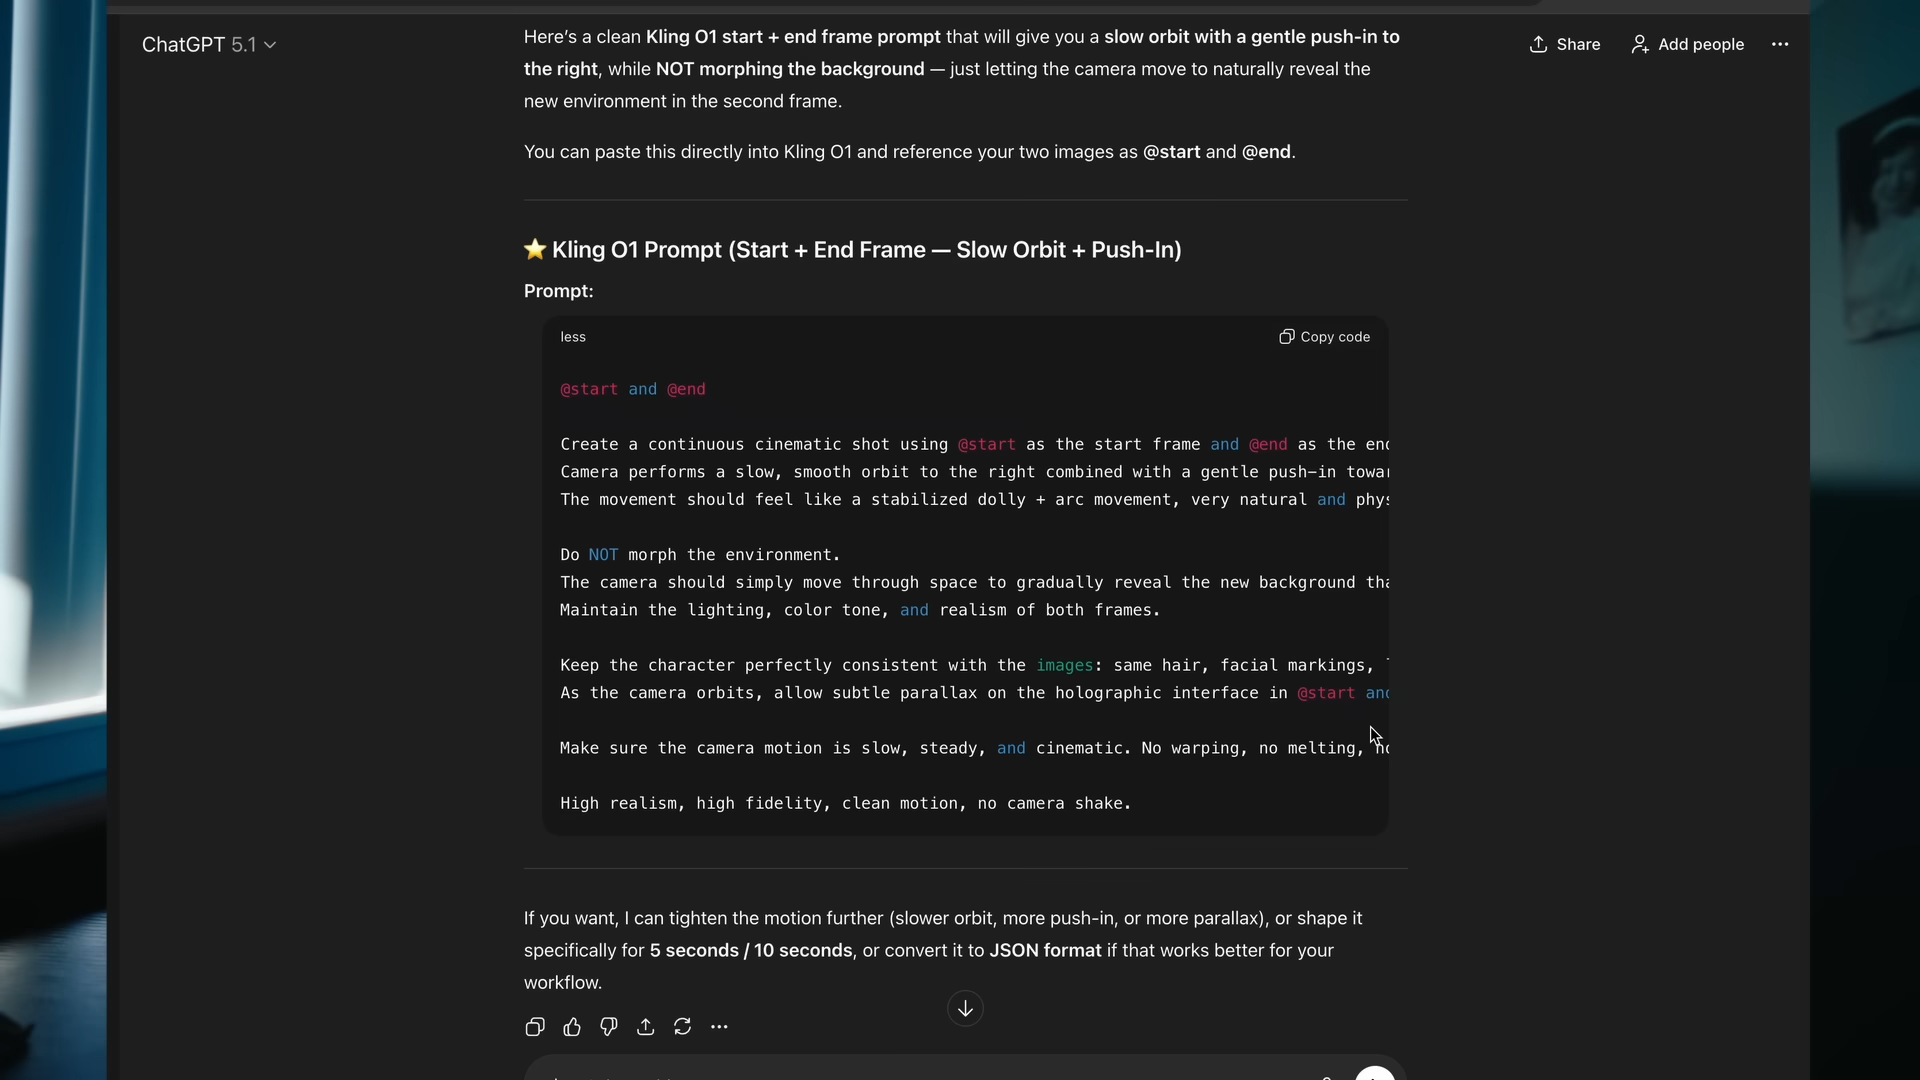 ChatGPT 5.1
Share
Add people
Here's a clean Kling O1 start + end frame prompt that will give you a slow orbit with a gentle push-in to
the right, while NOT morphing the background — just letting the camera move to naturally reveal the
new environment in the second frame.
You can paste this directly into Kling O1 and reference your two images as @start and @end.
⭐ Kling O1 Prompt (Start + End Frame — Slow Orbit + Push-In)
Prompt:
less
Copy code
@start and @end
Create a continuous cinematic shot using @start as the start frame and @end as the
Camera performs a slow, smooth orbit to the right combined with a gentle push-in
The movement should feel like a stabilized dolly + arc movement, very natural and
Do NOT morph the environment.
The camera should simply move through space to gradually reveal the new background
Maintain the lighting, color tone, and realism of both frames.
Keep the character perfectly consistent with the images: same hair, facial markings,
As the camera orbits, allow subtle parallax on the holographic interface in @start
Make sure the camera motion is slow, steady, and cinematic. No warping, no melting,
High realism, high fidelity, clean motion, no camera shake.
If you want, I can tighten the motion further (slower orbit, more push-in, or more parallax), or shape it
specifically for 5 seconds / 10 seconds, or convert it to JSON format if that works better for your
workflow.